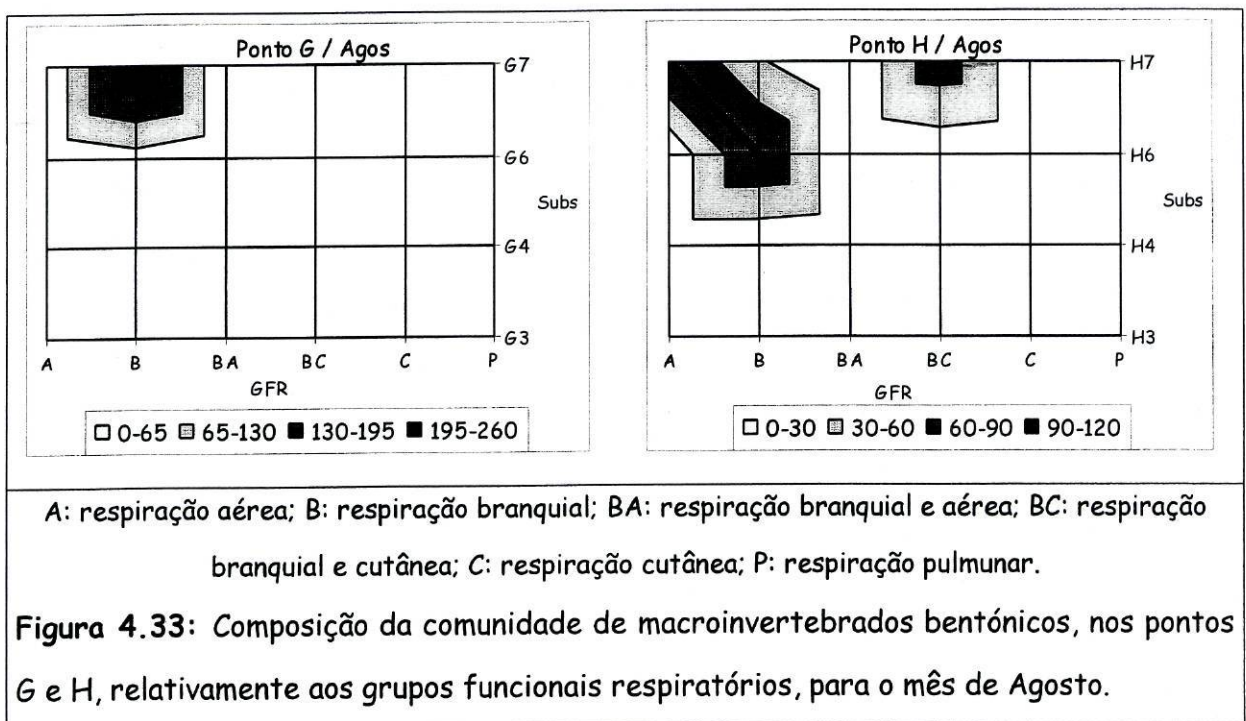 Ponto G / Agos
G7
G6
Subs
G4
G3
A B BA BC C P
GFR
0-65 65-130 130-195 195-260
Ponto H / Agos
H7
H6
Subs
H4
H3
A B BA BC C P
GFR
0-30 30-60 60-90 90-120
A: respiração aérea; B: respiração branquial; BA: respiração branquial e aérea; BC: respiração
branquial e cutânea; C: respiração cutânea; P: respiração pulmunar.
Figura 4.33: Composição da comunidade de macroinvertebrados bentónicos, nos pontos
G e H, relativamente aos grupos funcionais respiratórios, para o mês de Agosto.